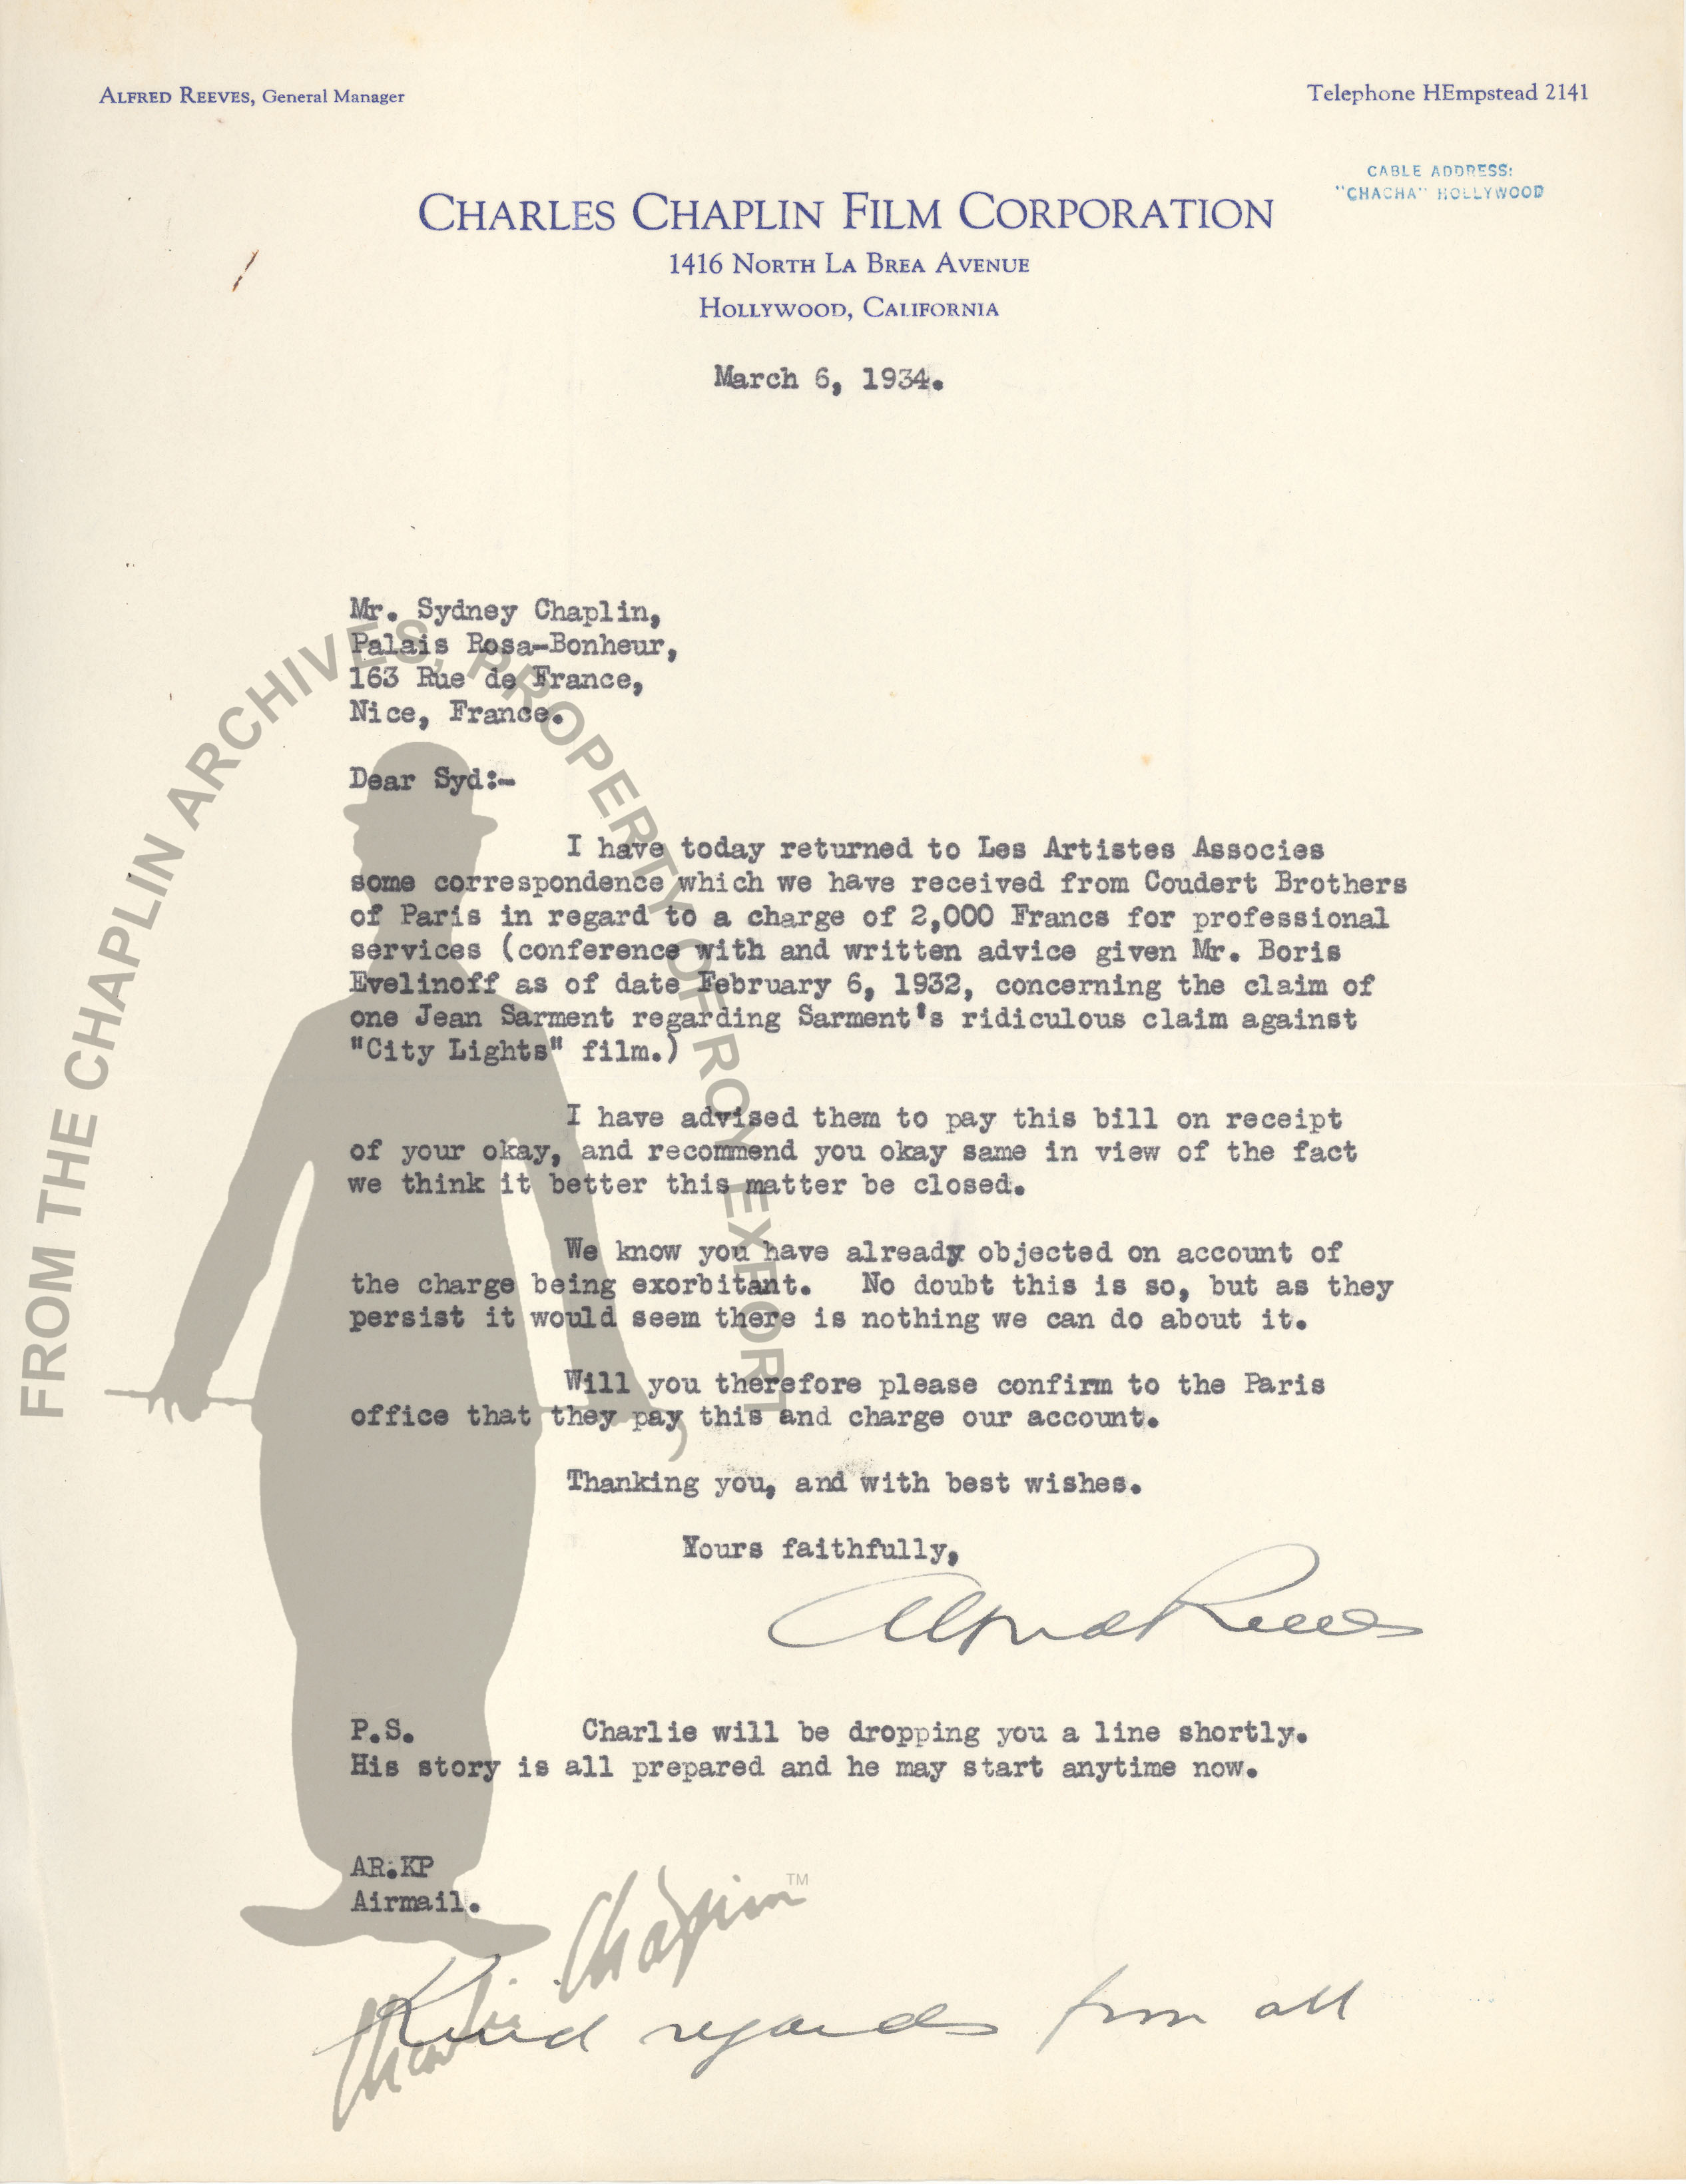 ALFRED REEVES, General Manager
Telephone HEmpstead 2141
CABLE ADDRESS:
"CHACHA" HOLLYWOOD
CHARLES CHAPLIN FILM CORPORATION
1416 NORTH LA BREA AVENUE
HOLLYWOOD, CALIFORNIA
March 6, 1934.
Mr. Sydney Chaplin,
Palais Rosa-Bonheur,
163 Rue de France,
Nice, France.
Dear Syd:-
I have today returned to Les Artistes Associes
some correspondence which we have received from Coudert Brothers
of Paris in regard to a charge of 2,000 Francs for professional
services (conference with and written advice given Mr. Boris
Evelinoff as of date February 6, 1932, concerning the claim of
one Jean Sarment regarding Sarment's ridiculous claim against
"City Lights" film.)
I have advised them to pay this bill on receipt
of your okay, and recommend you okay same in view of the fact
we think it better this matter be closed.
We know you have already objected on account of
the charge being exorbitant. No doubt this is so, but as they
persist it would seem there is nothing we can do about it.
Will you therefore please confirm to the Paris
office that they pay this and charge our account.
Thanking you, and with best wishes.
Yours faithfully,
Alfred Reeves
P.S. Charlie will be dropping you a line shortly.
His story is all prepared and he may start anytime now.
AR.KP
Airmail.
Kind regards from all
FROM THE CHAPLIN ARCHIVES, PROPERTY OF ROY EXPORT
Charlie Chaplin TM